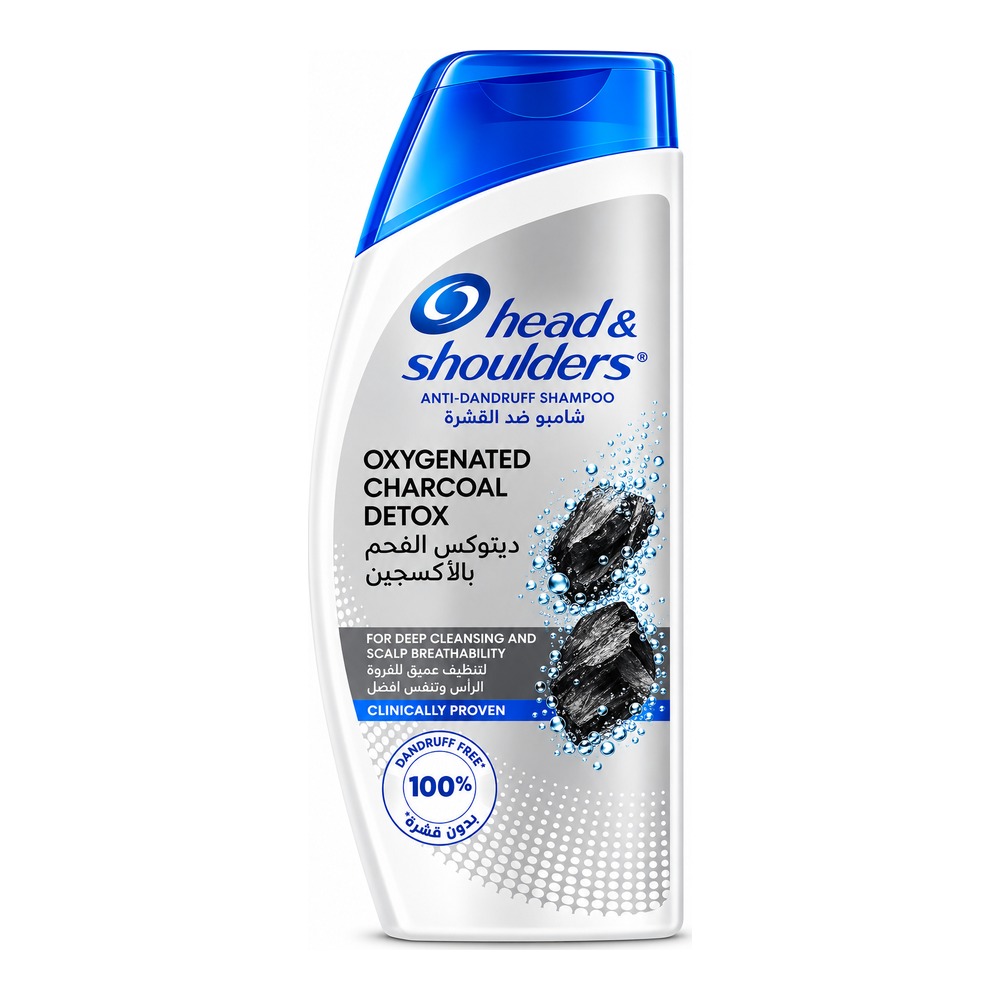 head &
shoulders®
ANTI-DANDRUFF SHAMPOO
شامبو ضد القشرة
OXYGENATED
CHARCOAL
DETOX
ديتوكس الفحم
بالأكسجين
FOR DEEP CLEANSING AND
SCALP BREATHABILITY
لتنظيف عميق للفروة
الرأس وتنفس افضل
CLINICALLY PROVEN
DANDRUFF FREE*
100%
بدون قشرة*